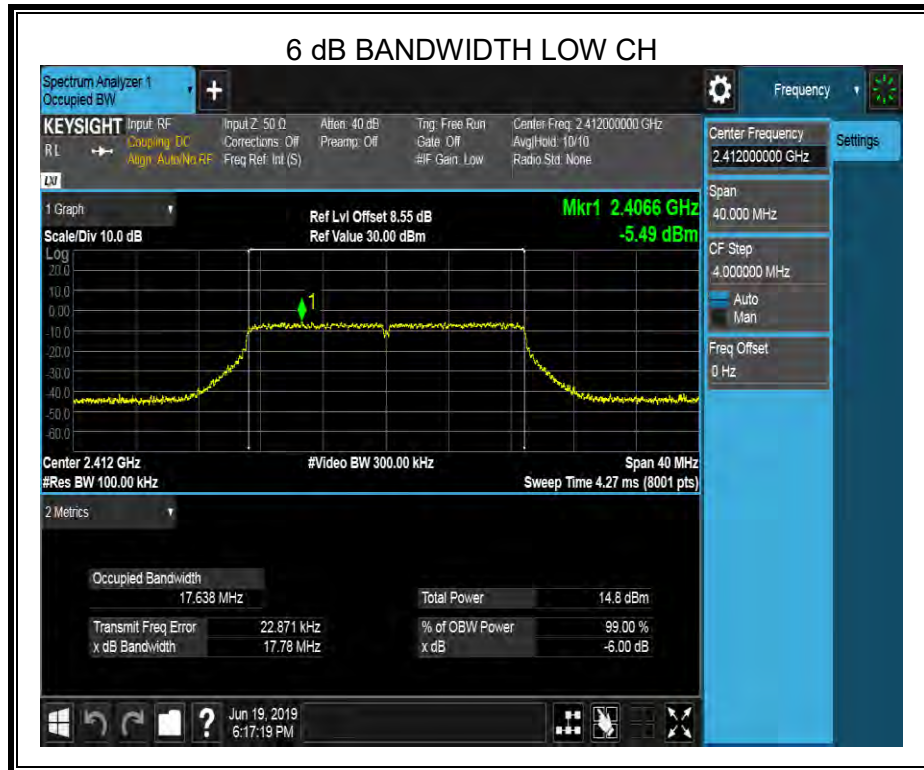 6 dB BANDWIDTH LOW CH
Spectrum Analyzer 1
Occupied BW
+
Frequency
KEYSIGHT
RL
LXI
Input: RF
Coupling: DC
Align: Auto/No RF
Input Z: 50 Ω
Corrections: Off
Freq Ref: Int (S)
Atten: 40 dB
Preamp: Off
Trig: Free Run
Gate: Off
#IF Gain: Low
Center Freq: 2.412000000 GHz
Avg|Hold: 10/10
Radio Std: None
Center Frequency
2.412000000 GHz
Settings
Span
40.000 MHz
CF Step
4.000000 MHz
Auto
Man
Freq Offset
0 Hz
1 Graph
Scale/Div 10.0 dB
Ref Lvl Offset 8.55 dB
Ref Value 30.00 dBm
Mkr1 2.4066 GHz
-5.49 dBm
Log
20.0
10.0
0.00
-10.0
-20.0
-30.0
-40.0
-50.0
-60.0
1
Center 2.412 GHz
#Video BW 300.00 kHz
Span 40 MHz
#Res BW 100.00 kHz
Sweep Time 4.27 ms (8001 pts)
2 Metrics
Occupied Bandwidth
17.638 MHz
Total Power 14.8 dBm
Transmit Freq Error 22.871 kHz
% of OBW Power 99.00 %
x dB Bandwidth 17.78 MHz
x dB -6.00 dB
?
Jun 19, 2019
6:17:19 PM